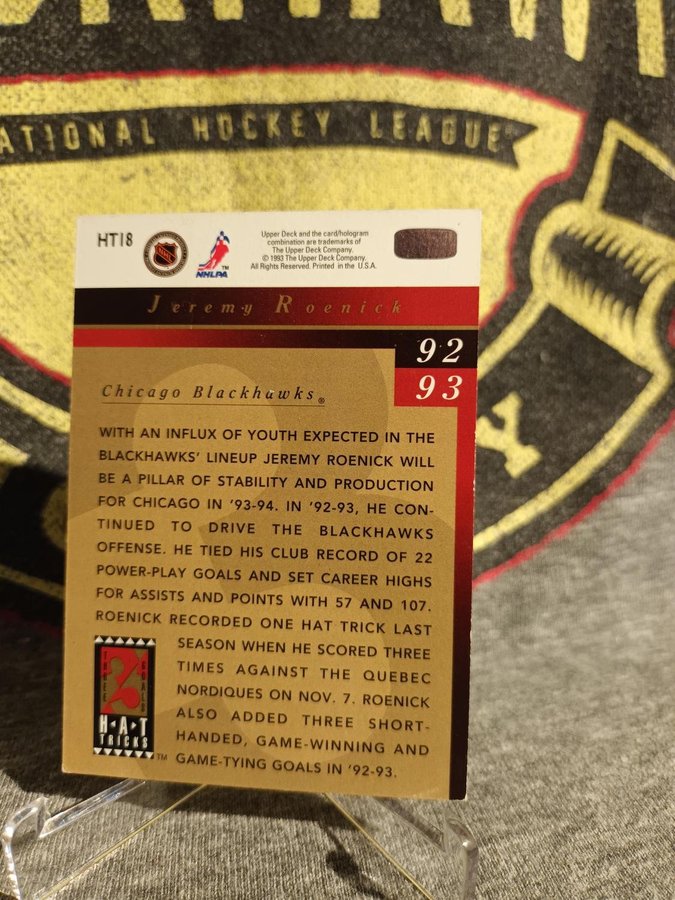 NATIONAL HOCKEY LEAGUE
HT18
NHL
NHLPA
TM
Upper Deck and the card/hologram
combination are trademarks of
The Upper Deck Company.
© 1993 The Upper Deck Company.
All Rights Reserved. Printed in the U.S.A.
Jeremy Roenick
92
93
Chicago Blackhawks®
WITH AN INFLUX OF YOUTH EXPECTED IN THE
BLACKHAWKS' LINEUP JEREMY ROENICK WILL
BE A PILLAR OF STABILITY AND PRODUCTION
FOR CHICAGO IN '93-94. IN '92-93, HE CON-
TINUED TO DRIVE THE BLACKHAWKS
OFFENSE. HE TIED HIS CLUB RECORD OF 22
POWER-PLAY GOALS AND SET CAREER HIGHS
FOR ASSISTS AND POINTS WITH 57 AND 107.
ROENICK RECORDED ONE HAT TRICK LAST
SEASON WHEN HE SCORED THREE
TIMES AGAINST THE QUEBEC
NORDIQUES ON NOV. 7. ROENICK
ALSO ADDED THREE SHORT-
HANDED, GAME-WINNING AND
GAME-TYING GOALS IN '92-93.
THREE
3
GOALS
HAT
TRICKS
TM